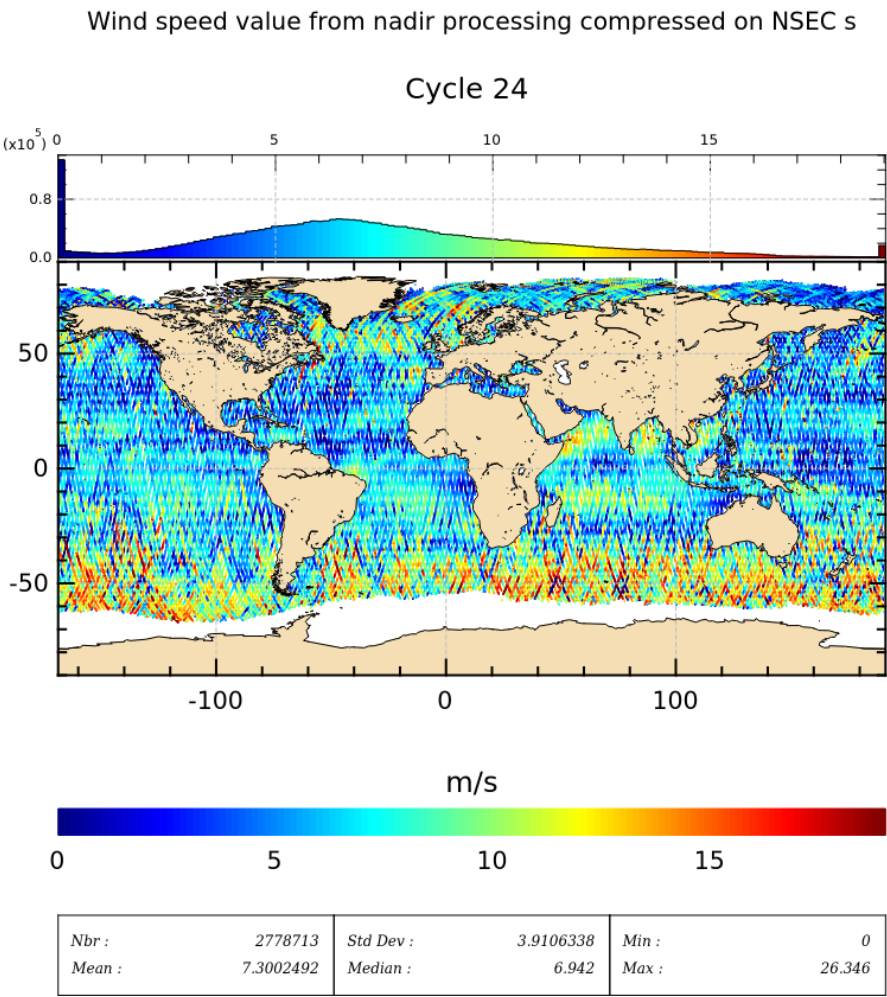 Wind speed value from nadir processing compressed on NSEC s
Cycle 24
(x10^5) 0 5 10 15
0.8
0.0
50
0
-50
-100 0 100
m/s
0 5 10 15
Nbr : 2778713 Std Dev : 3.9106338 Min : 0
Mean : 7.3002492 Median : 6.942 Max : 26.346